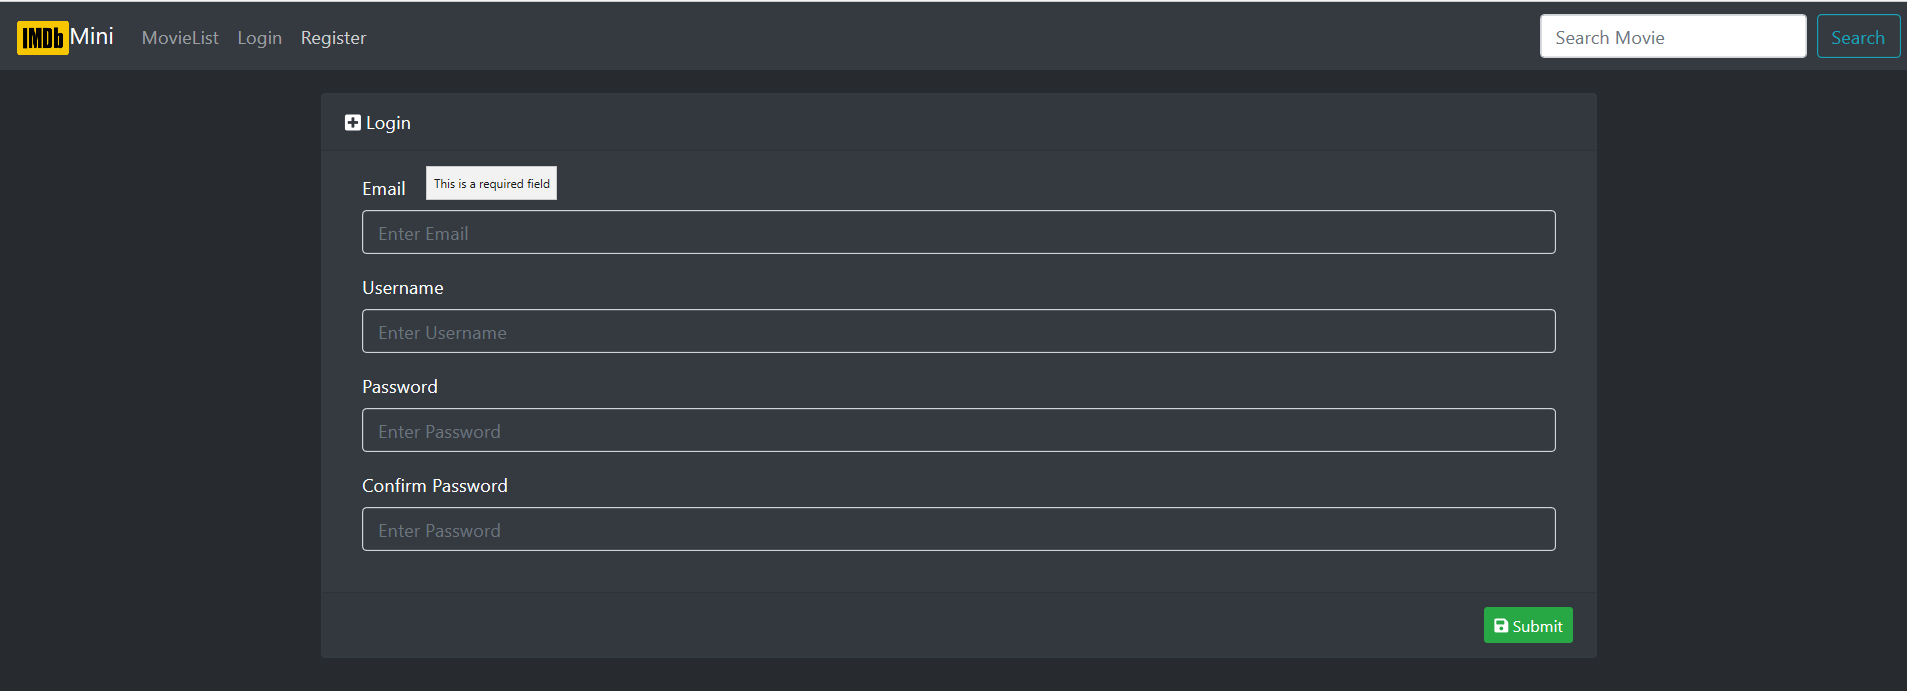 IMDb Mini MovieList Login Register Search Movie Search
Login
Email This is a required field
Enter Email
Username
Enter Username
Password
Enter Password
Confirm Password
Enter Password
Submit